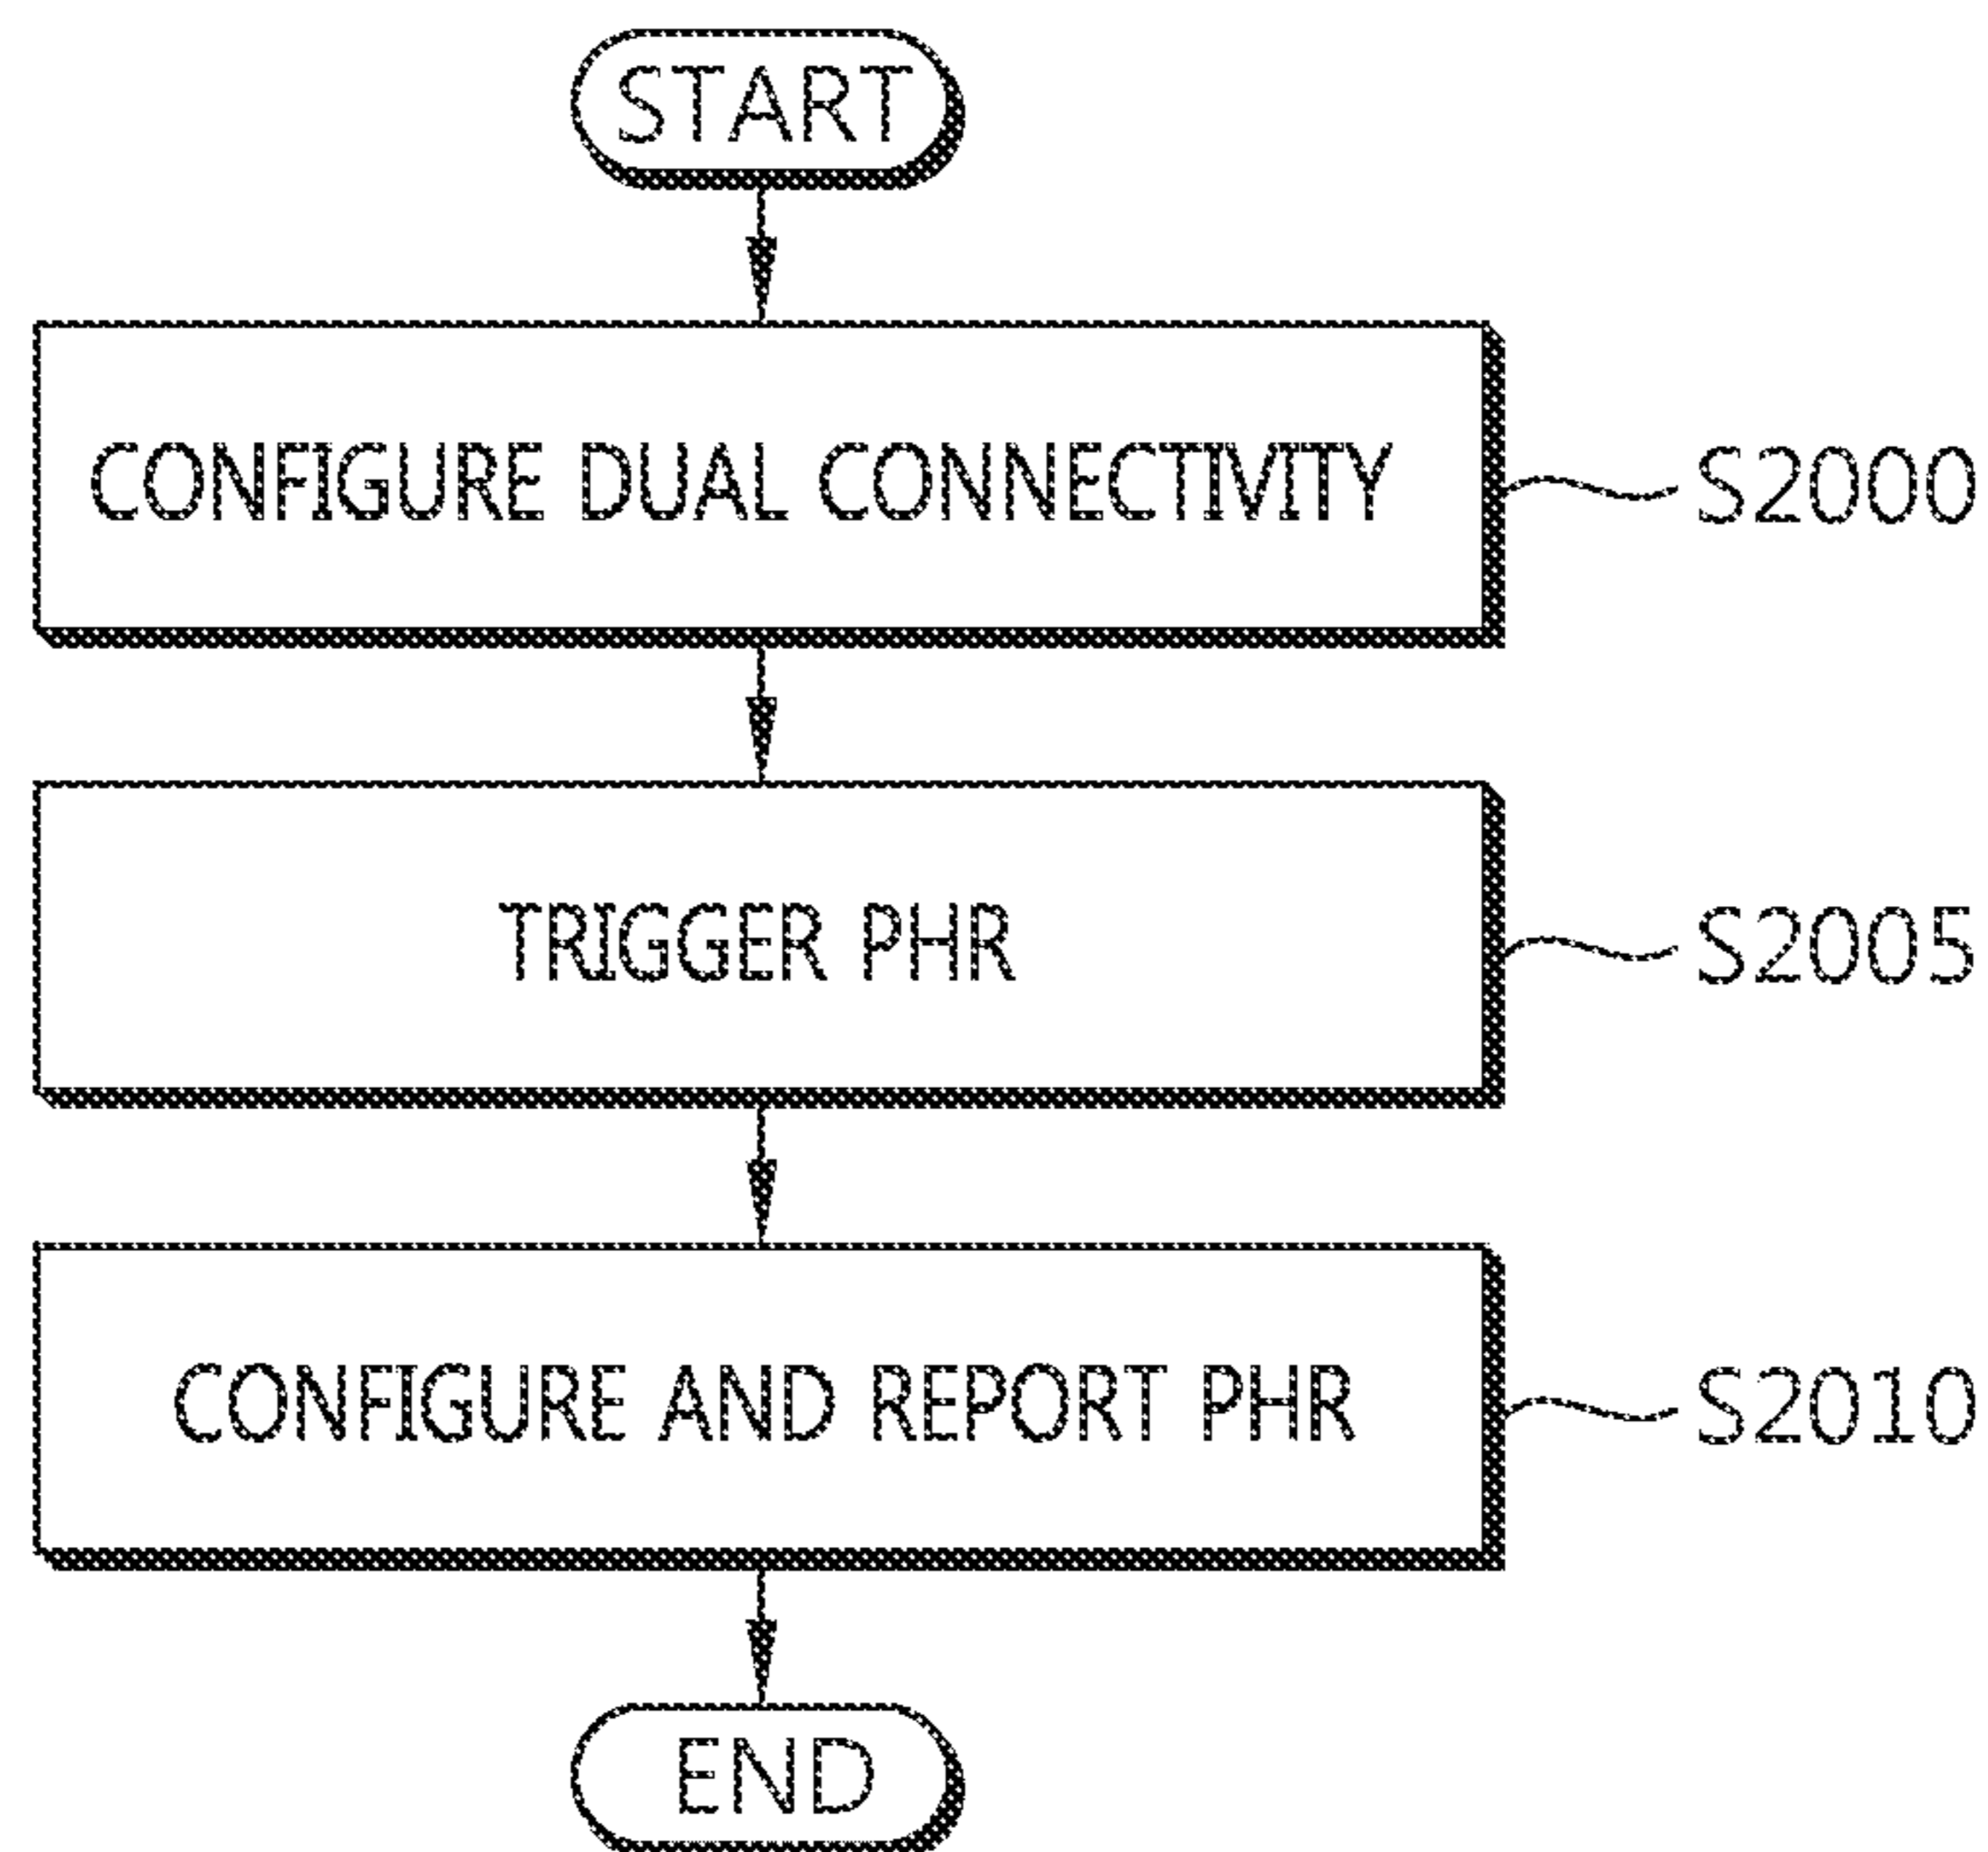 START
CONFIGURE DUAL CONNECTIVITY
S2000
TRIGGER PHR
S2005
CONFIGURE AND REPORT PHR
S2010
END